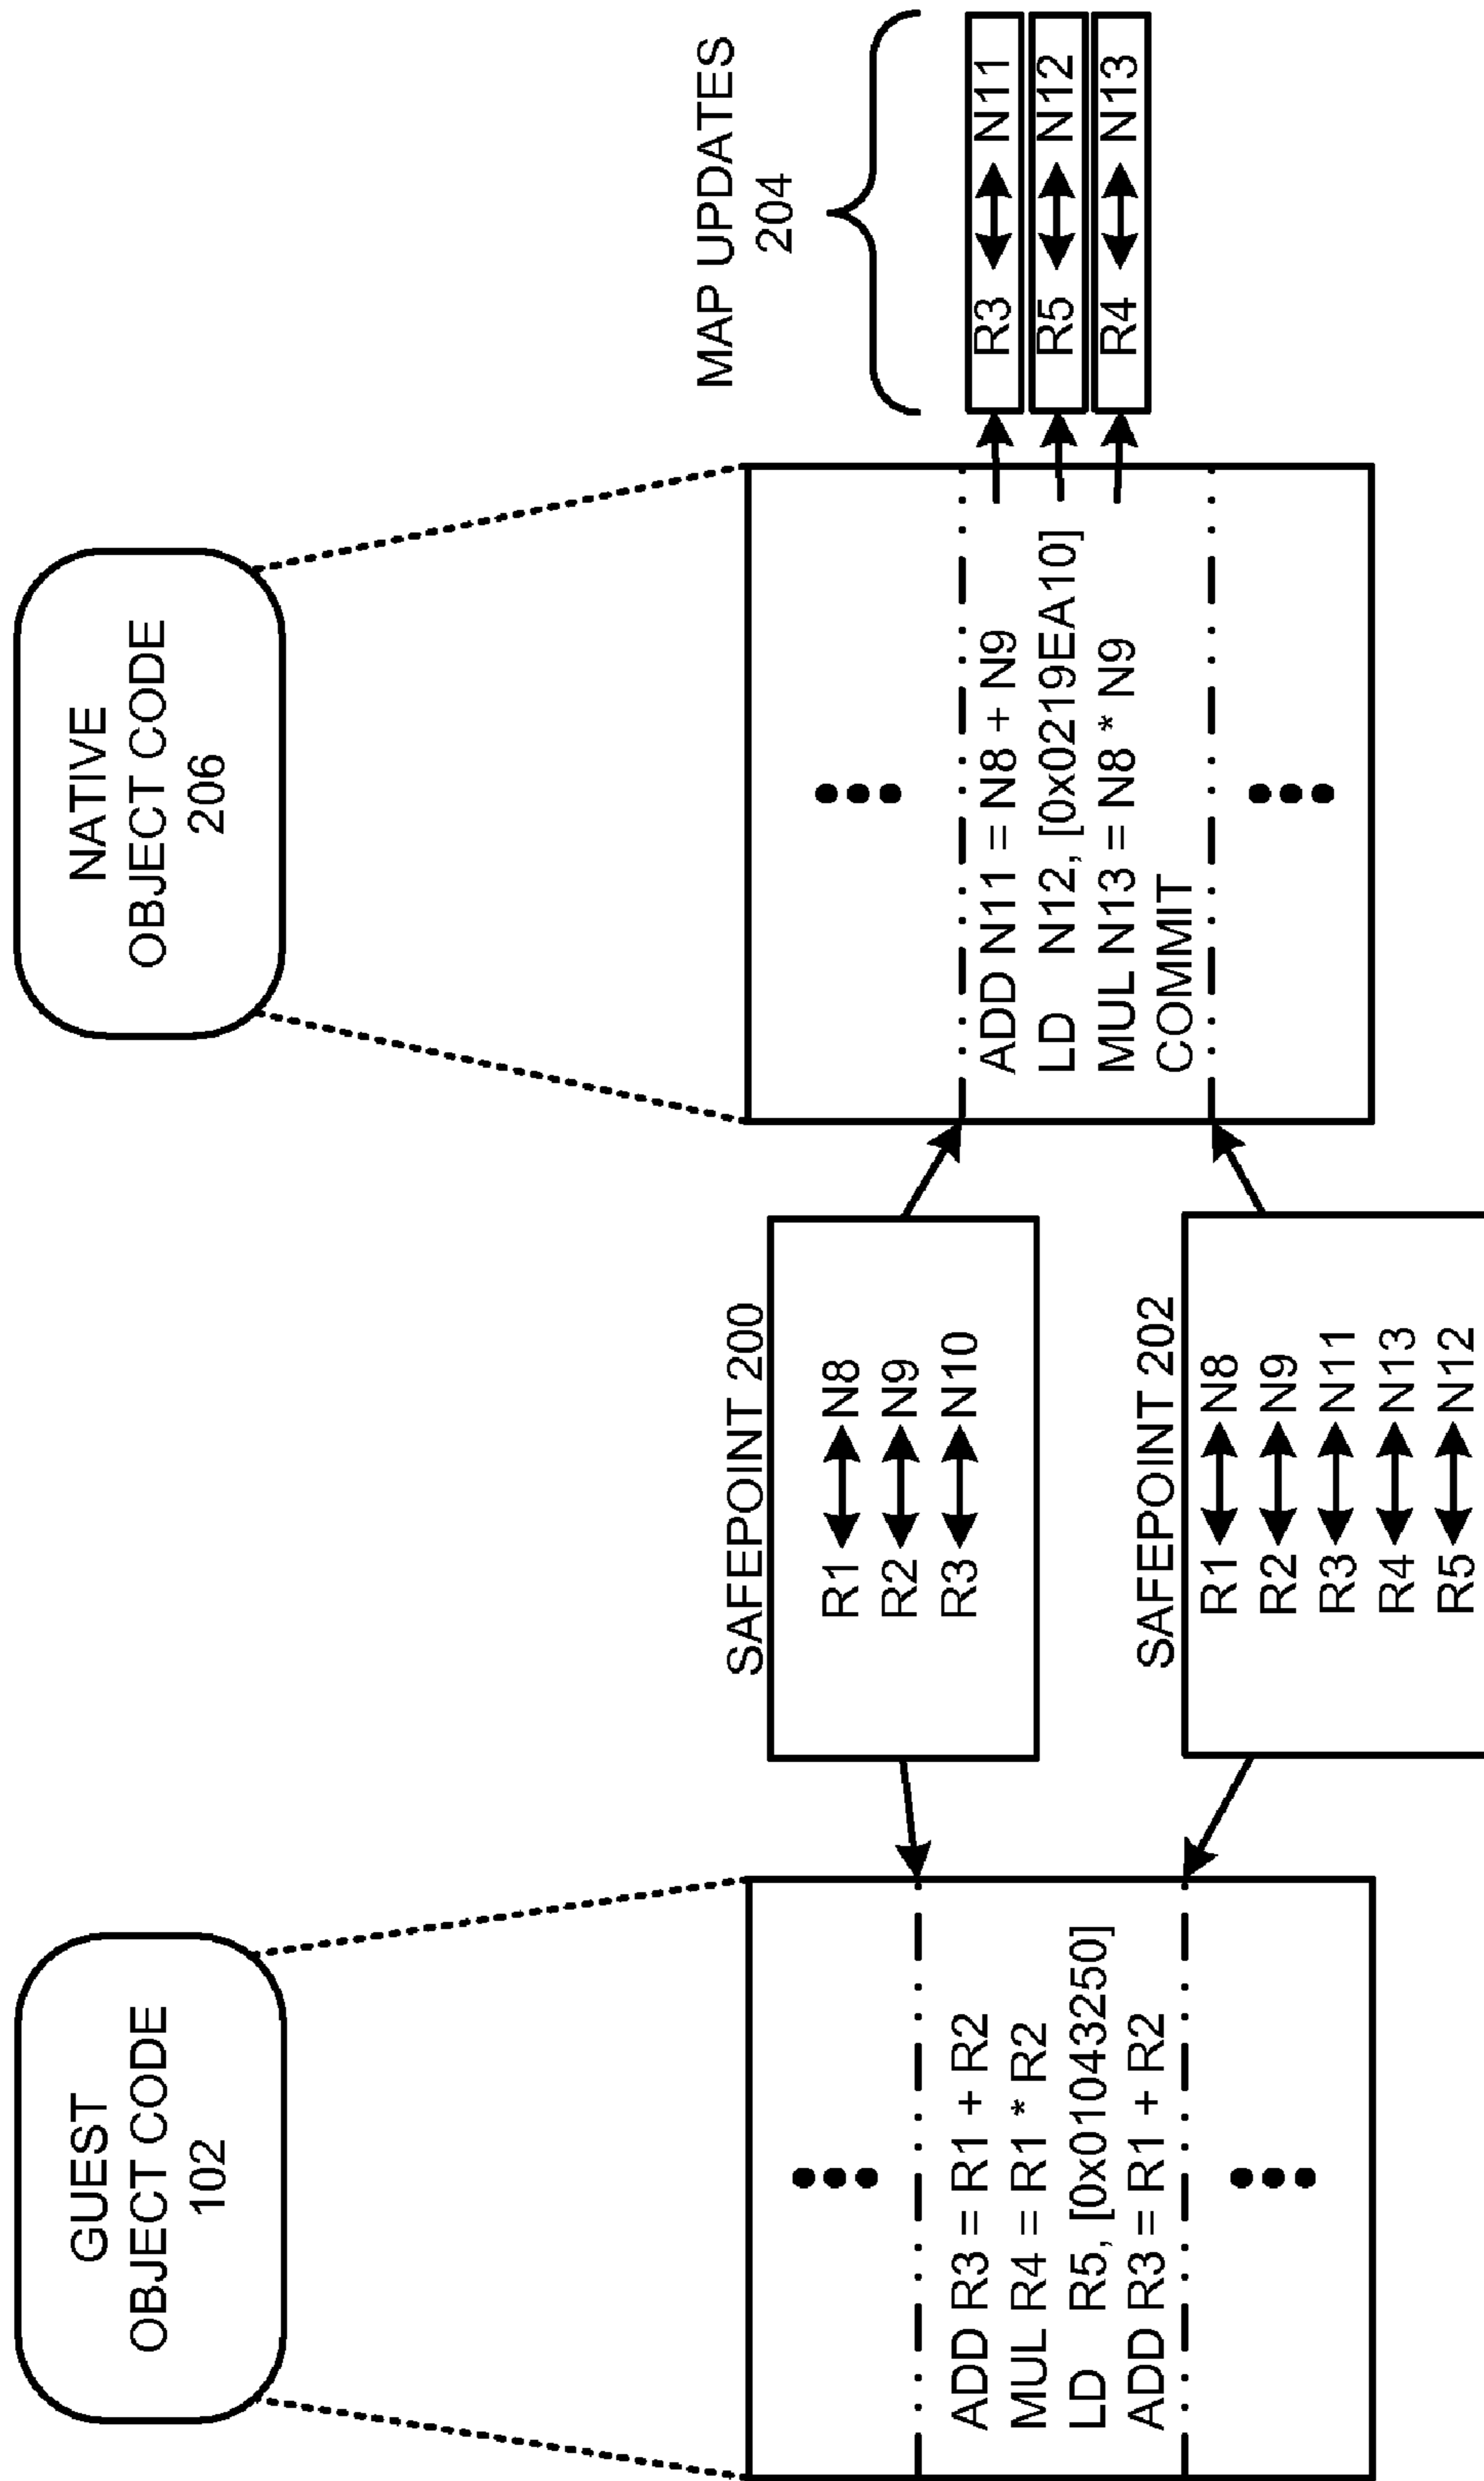 GUEST
OBJECT CODE
102
ADD R3 = R1 + R2
MUL R4 = R1 * R2
LD R5, [0x01043250]
ADD R3 = R1 + R2
SAFEPOINT 200
R1 N8
R2 N9
R3 N10
SAFEPOINT 202
R1 N8
R2 N9
R3 N11
R4 N13
R5 N12
NATIVE
OBJECT CODE
206
ADD N11 = N8 + N9
LD N12, [0x0219EA10]
MUL N13 = N8 * N9
COMMIT
MAP UPDATES
204
R3 N11
R5 N12
R4 N13